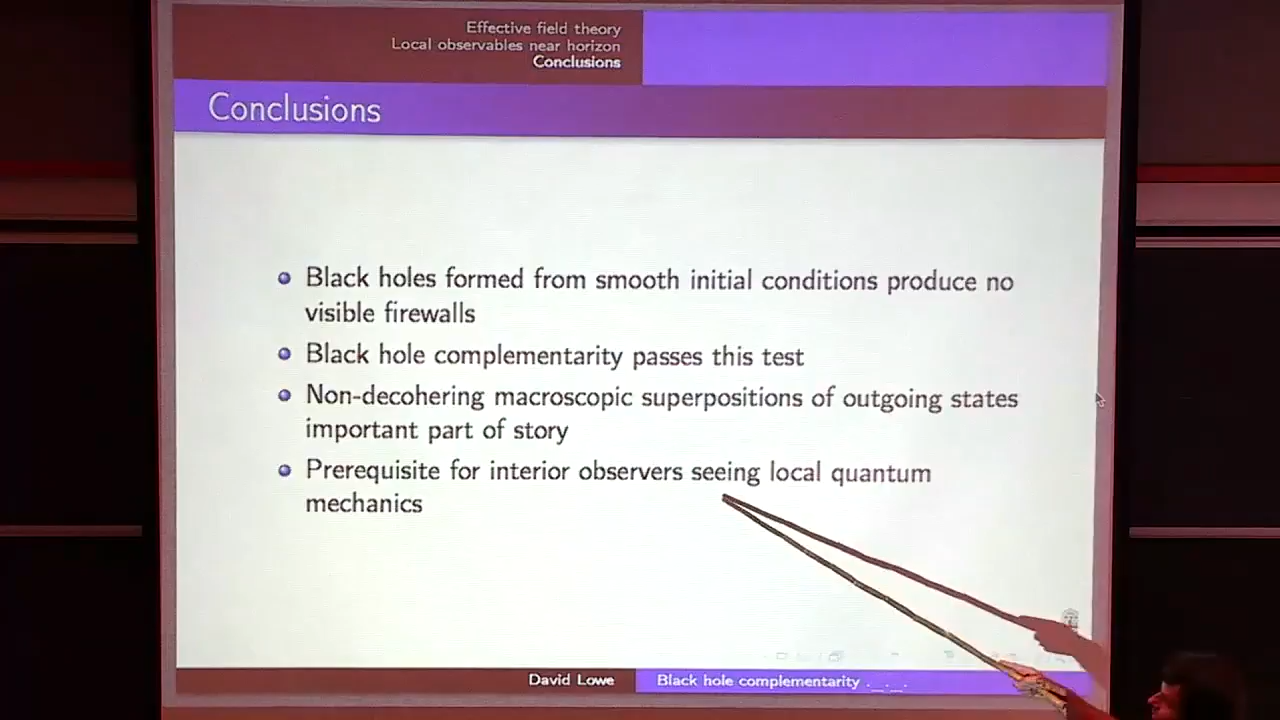 Effective field theory
Local observables near horizon
Conclusions
Conclusions
Black holes formed from smooth initial conditions produce no
visible firewalls
Black hole complementarity passes this test
Non-decohering macroscopic superpositions of outgoing states
important part of story
Prerequisite for interior observers seeing local quantum
mechanics
David Lowe
Black hole complementarity . . .